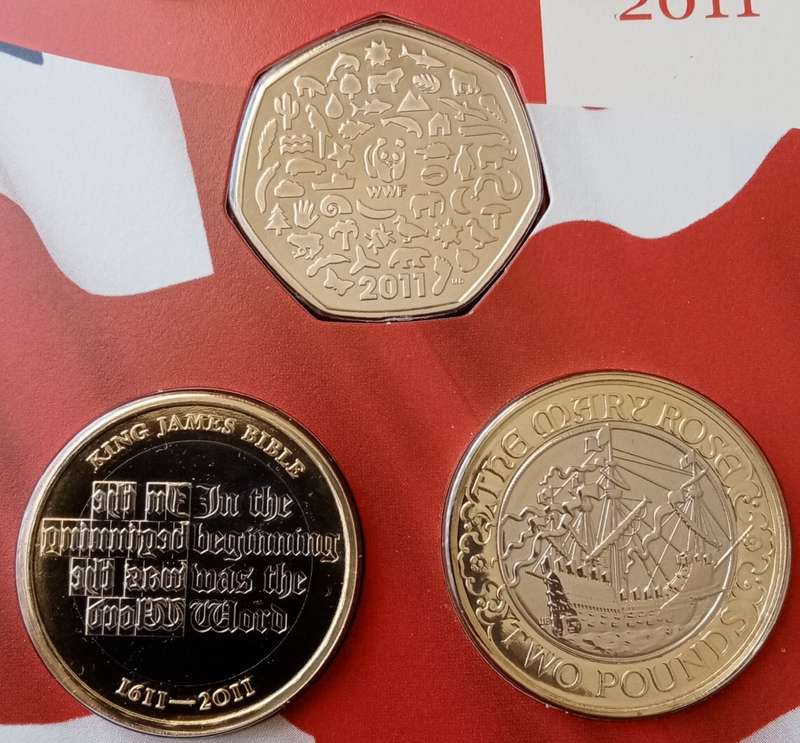 2011
WWF
2011
KING JAMES BIBLE
In the
beginning
was the
Word
1611—2011
THE MARY ROSE
TWO POUNDS